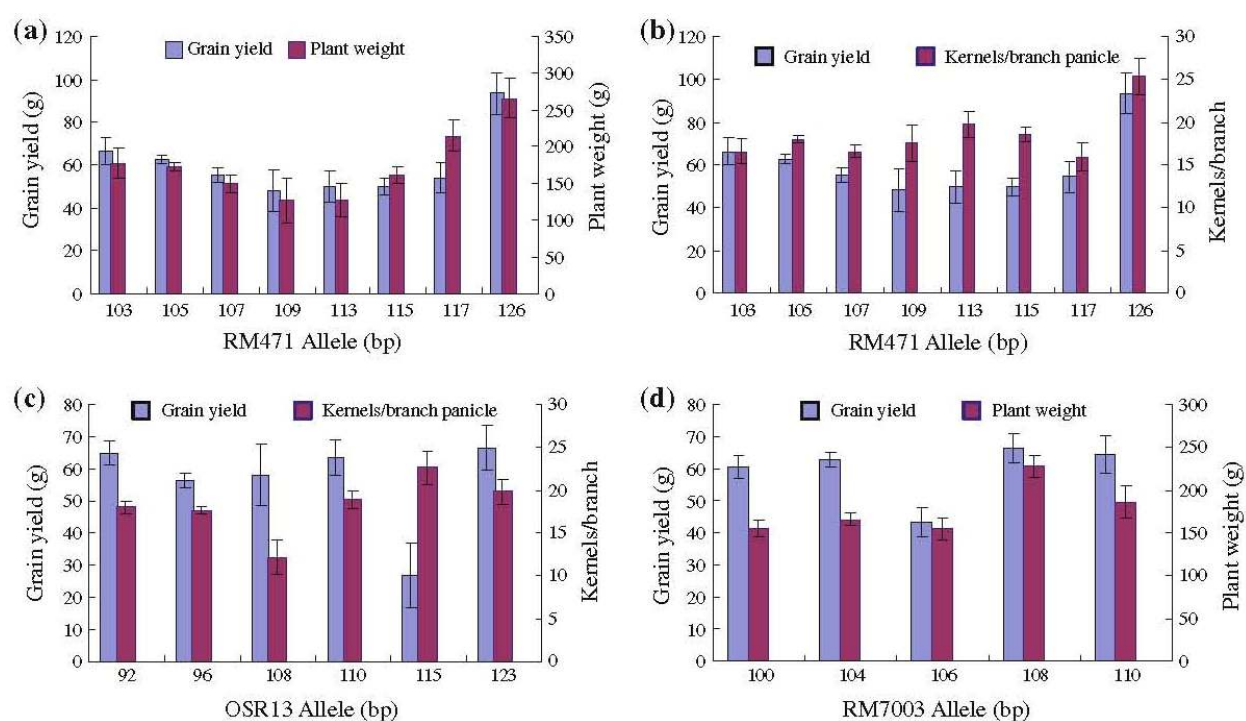 (a)
Grain yield Plant weight
Grain yield (g)
120
100
80
60
40
20
0
350
300
250
200
150
100
50
0
Plant weight (g)
103 105 107 109 113 115 117 126
RM471 Allele (bp)
(b)
Grain yield Kernels/branch panicle
Grain yield (g)
120
100
80
60
40
20
0
30
25
20
15
10
5
0
Kernels/branch
103 105 107 109 113 115 117 126
RM471 Allele (bp)
(c)
Grain yield Kernels/branch panicle
Grain yield (g)
80
70
60
50
40
30
20
10
0
30
25
20
15
10
5
0
Kernels/branch
92 96 108 110 115 123
OSR13 Allele (bp)
(d)
Grain yield Plant weight
Grain yield (g)
80
70
60
50
40
30
20
10
0
300
250
200
150
100
50
0
Plant weight (g)
100 104 106 108 110
RM7003 Allele (bp)